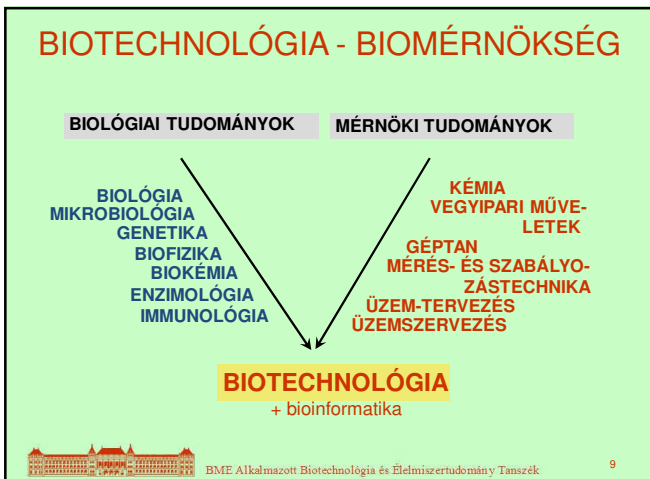 BIOTECHNOLÓGIA - BIOMÉRNÖKSÉG
BIOLÓGIAI TUDOMÁNYOK
MÉRNÖKI TUDOMÁNYOK
BIOLÓGIA
MIKROBIOLÓGIA
GENETIKA
BIOFIZIKA
BIOKÉMIA
ENZIMOLÓGIA
IMMUNOLÓGIA
KÉMIA
VEGYIPARI MŰVE-
LETEK
GÉPTAN
MÉRÉS- ÉS SZABÁLYO-
ZÁSTECHNIKA
ÜZEM-TERVEZÉS
ÜZEMSZERVEZÉS
BIOTECHNOLÓGIA
+ bioinformatika
BME Alkalmazott Biotechnológia és Élelmiszertudomány Tanszék
9